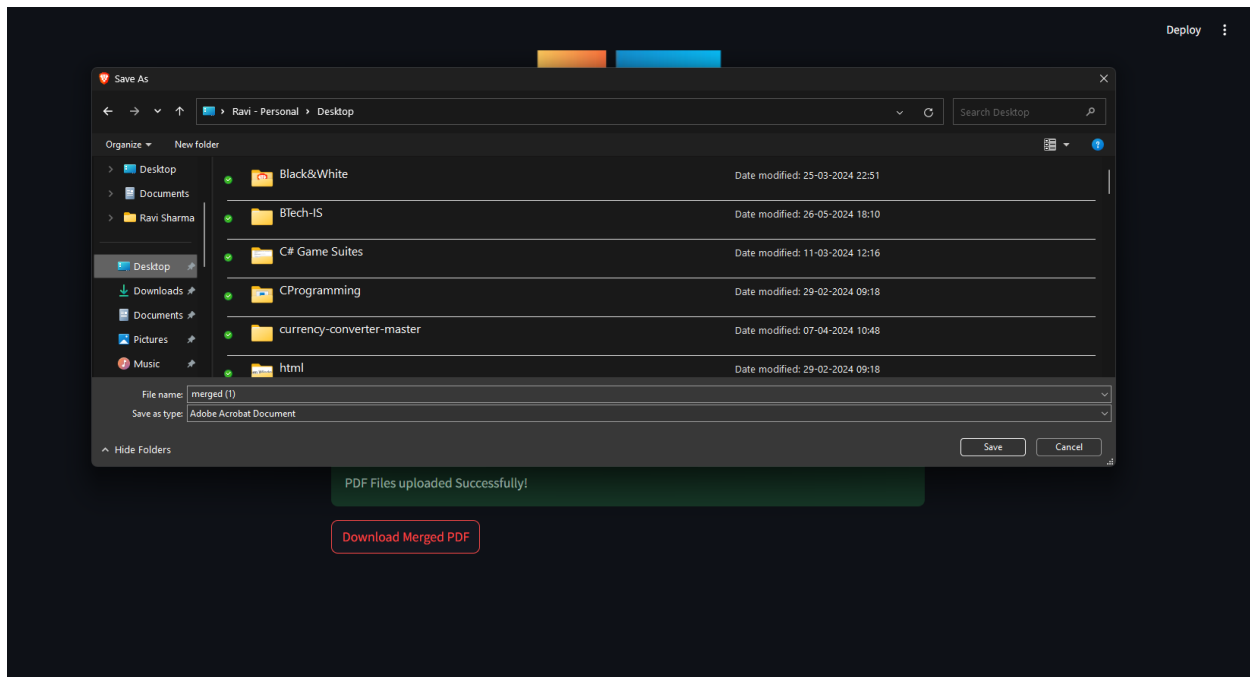 Deploy
Save As
Ravi - Personal › Desktop
Search Desktop
Organize
New folder
Desktop
Documents
Ravi Sharma
Desktop
Downloads
Documents
Pictures
Music
Black&White Date modified: 25-03-2024 22:51
BTech-IS Date modified: 26-05-2024 18:10
C# Game Suites Date modified: 11-03-2024 12:16
CProgramming Date modified: 29-02-2024 09:18
currency-converter-master Date modified: 07-04-2024 10:48
html Date modified: 29-02-2024 09:18
File name: merged (1)
Save as type: Adobe Acrobat Document
Hide Folders
Save
Cancel
PDF Files uploaded Successfully!
Download Merged PDF